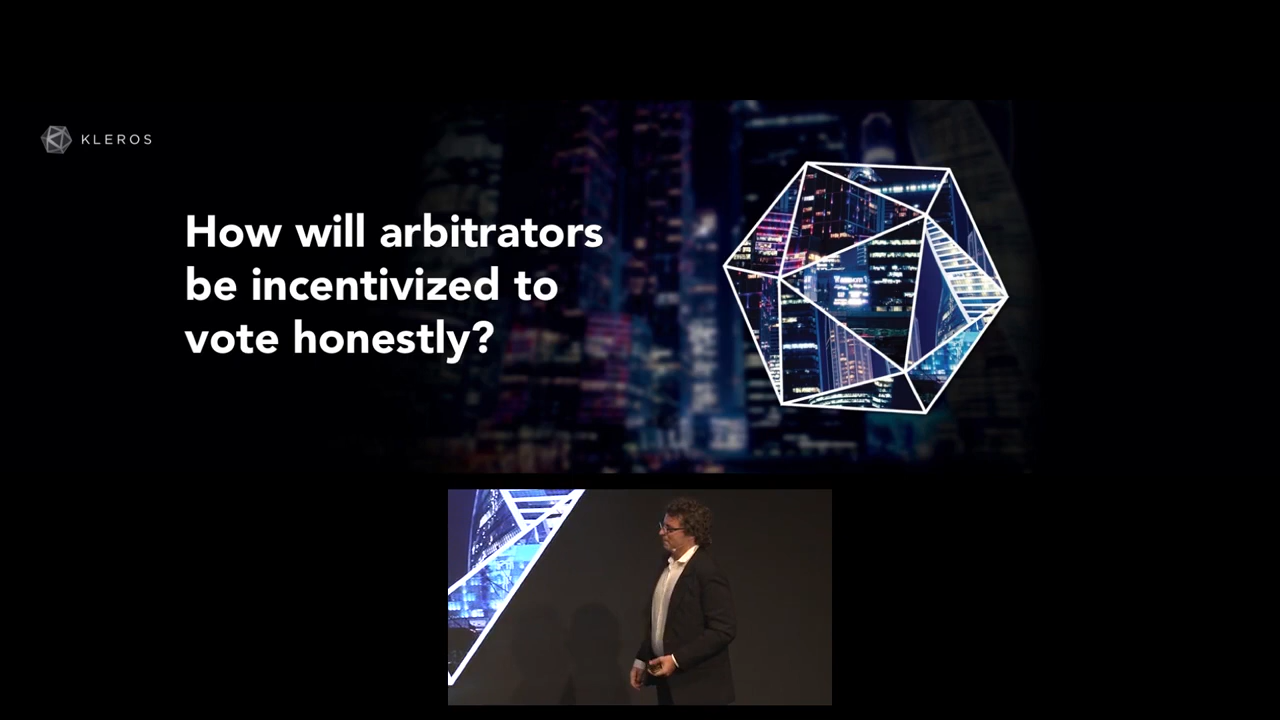 KLEROS
How will arbitrators
be incentivized to
vote honestly?